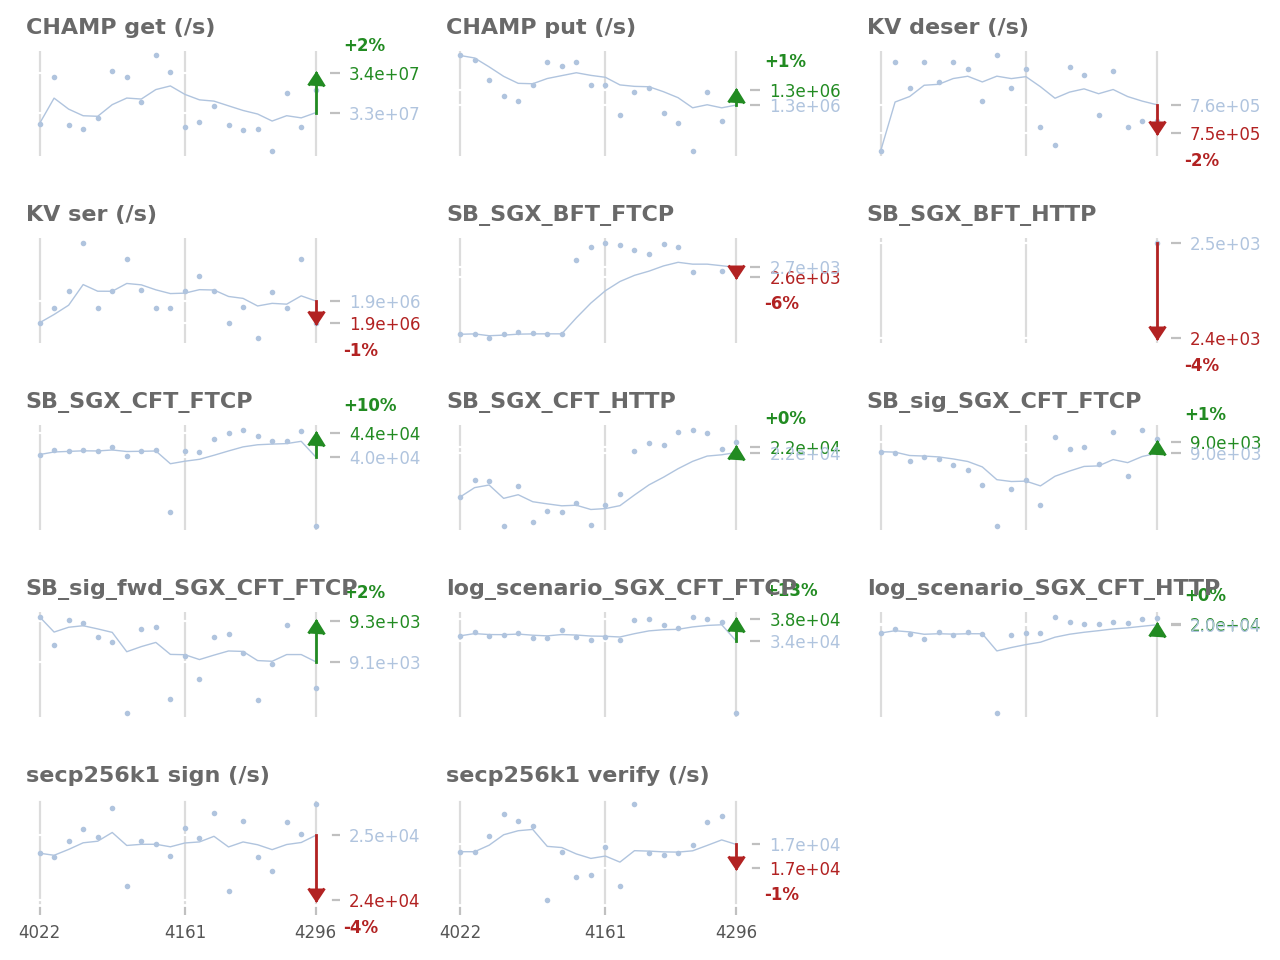 CHAMP get (/s)
+2%
3.4e+07
3.3e+07
CHAMP put (/s)
+1%
1.3e+06
1.3e+06
KV deser (/s)
7.6e+05
7.5e+05
-2%
KV ser (/s)
1.9e+06
1.9e+06
-1%
SB_SGX_BFT_FTCP
2.7e+03
2.6e+03
-6%
SB_SGX_BFT_HTTP
2.5e+03
2.4e+03
-4%
SB_SGX_CFT_FTCP
+10%
4.4e+04
4.0e+04
SB_SGX_CFT_HTTP
+0%
2.2e+04
2.2e+04
SB_sig_SGX_CFT_FTCP
+1%
9.0e+03
9.0e+03
SB_sig_fwd_SGX_CFT_FTCP
+2%
9.3e+03
9.1e+03
log_scenario_SGX_CFT_FTCP
+13%
3.8e+04
3.4e+04
log_scenario_SGX_CFT_HTTP
+0%
2.0e+04
secp256k1 sign (/s)
2.5e+04
2.4e+04
-4%
4022
4161
4296
secp256k1 verify (/s)
1.7e+04
1.7e+04
-1%
4022
4161
4296